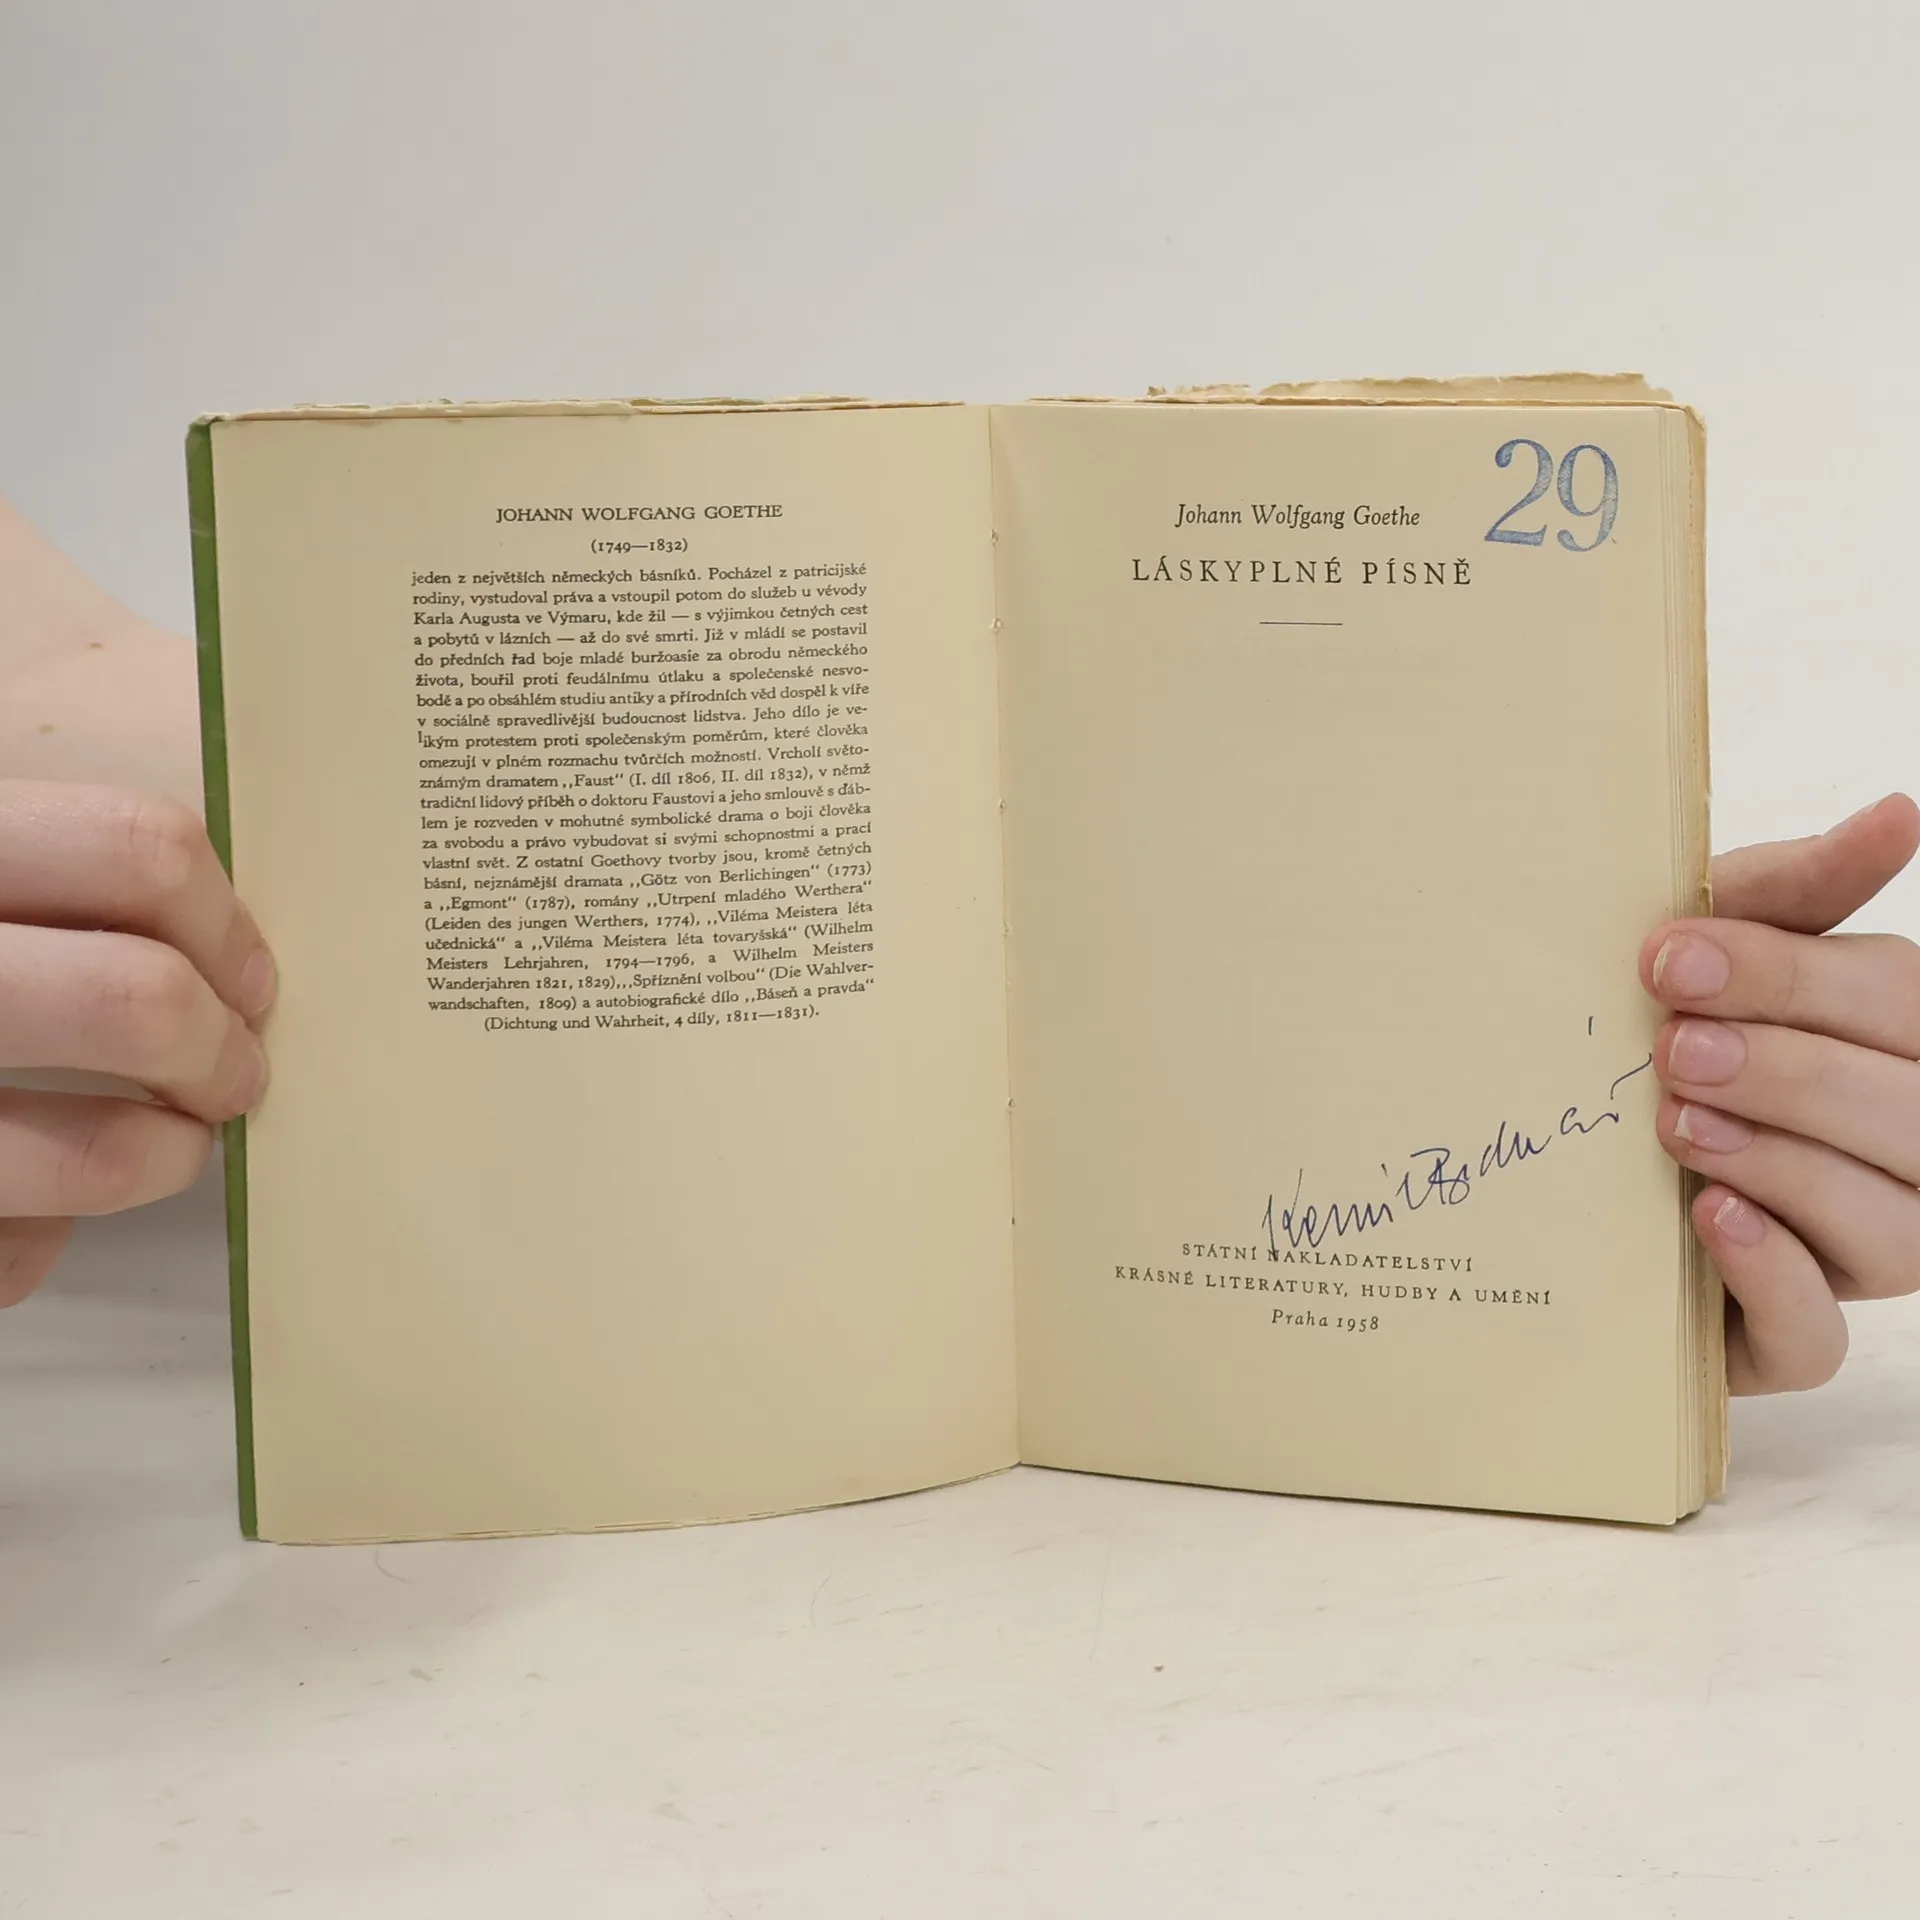 JOHANN WOLFGANG GOETHE
(1749—1832)
jeden z největších německých básníků. Pocházel z patricijské
rodiny, vystudoval práva a vstoupil potom do služeb u vévody
Karla Augusta ve Výmaru, kde žil — s výjimkou četných cest
a pobytů v lázních — až do své smrti. Již v mládí se postavil
do předních řad boje mladé buržoasie za obrodu německého
života, bouřil proti feudálnímu útlaku a společenské nesvo-
bodě a po obsáhlém studiu antiky a přírodních věd dospěl k víře
v sociálně spravedlivější budoucnost lidstva. Jeho dílo je ve-
likým protestem proti společenským poměrům, které člověka
omezují v plném rozmachu tvůrčích možností. Vrcholí světo-
známým dramatem ,,Faust“ (I. díl 1806, II. díl 1832), v němž
tradiční lidový příběh o doktoru Faustovi a jeho smlouvě s ďáb-
lem je rozveden v mohutné symbolické drama o boji člověka
za svobodu a právo vybudovat si svými schopnostmi a prací
vlastní svět. Z ostatní Goethovy tvorby jsou, kromě četných
básní, nejznámější dramata ,,Götz von Berlichingen“ (1773)
a ,,Egmont“ (1787), romány ,,Utrpení mladého Werthera“
(Leiden des jungen Werthers, 1774), ,,Viléma Meistera léta
učednická“ a ,,Viléma Meistera léta tovaryšská“ (Wilhelm
Meisters Lehrjahren, 1794—1796, a Wilhelm Meisters
Wanderjahren 1821, 1829),,,Spříznění volbou“ (Die Wahlver-
wandschaften, 1809) a autobiografické dílo ,,Báseň a pravda“
(Dichtung und Wahrheit, 4 díly, 1811—1831).
29
Johann Wolfgang Goethe
LÁSKYPLNÉ PÍSNĚ
STÁTNÍ NAKLADATELSTVÍ
KRÁSNÉ LITERATURY, HUDBY A UMĚNÍ
Praha 1958